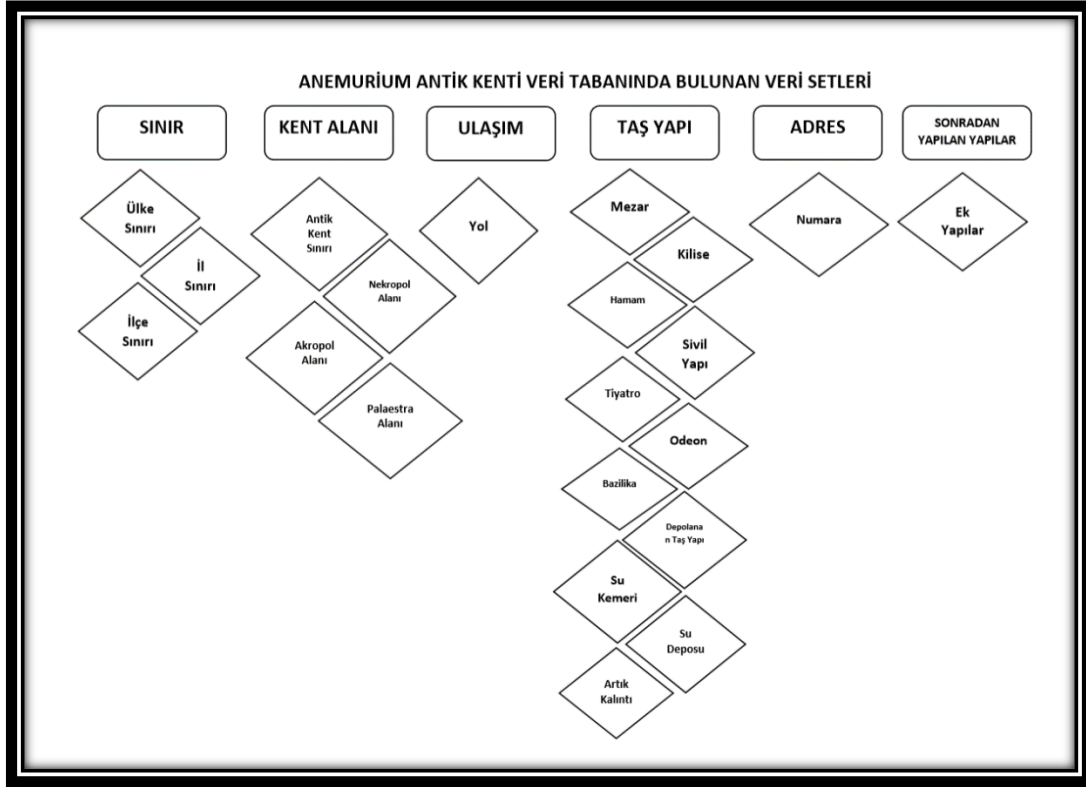 ANEMURİUM ANTİK KENTİ VERİ TABANINDA BULUNAN VERİ SETLERİ
SINIR
KENT ALANI
ULAŞIM
TAŞ YAPI
ADRES
SONRADAN
YAPILAN YAPILAR
Ülke
Sınırı
İl
Sınırı
İlçe
Sınırı
Antik
Kent
Sınırı
Nekropol
Alanı
Akropol
Alanı
Palaestra
Alanı
Yol
Mezar
Kilise
Hamam
Sivil
Yapı
Tiyatro
Odeon
Bazilika
Depolana
n Taş Yapı
Su
Kemeri
Su
Deposu
Artık
Kalıntı
Numara
Ek
Yapılar